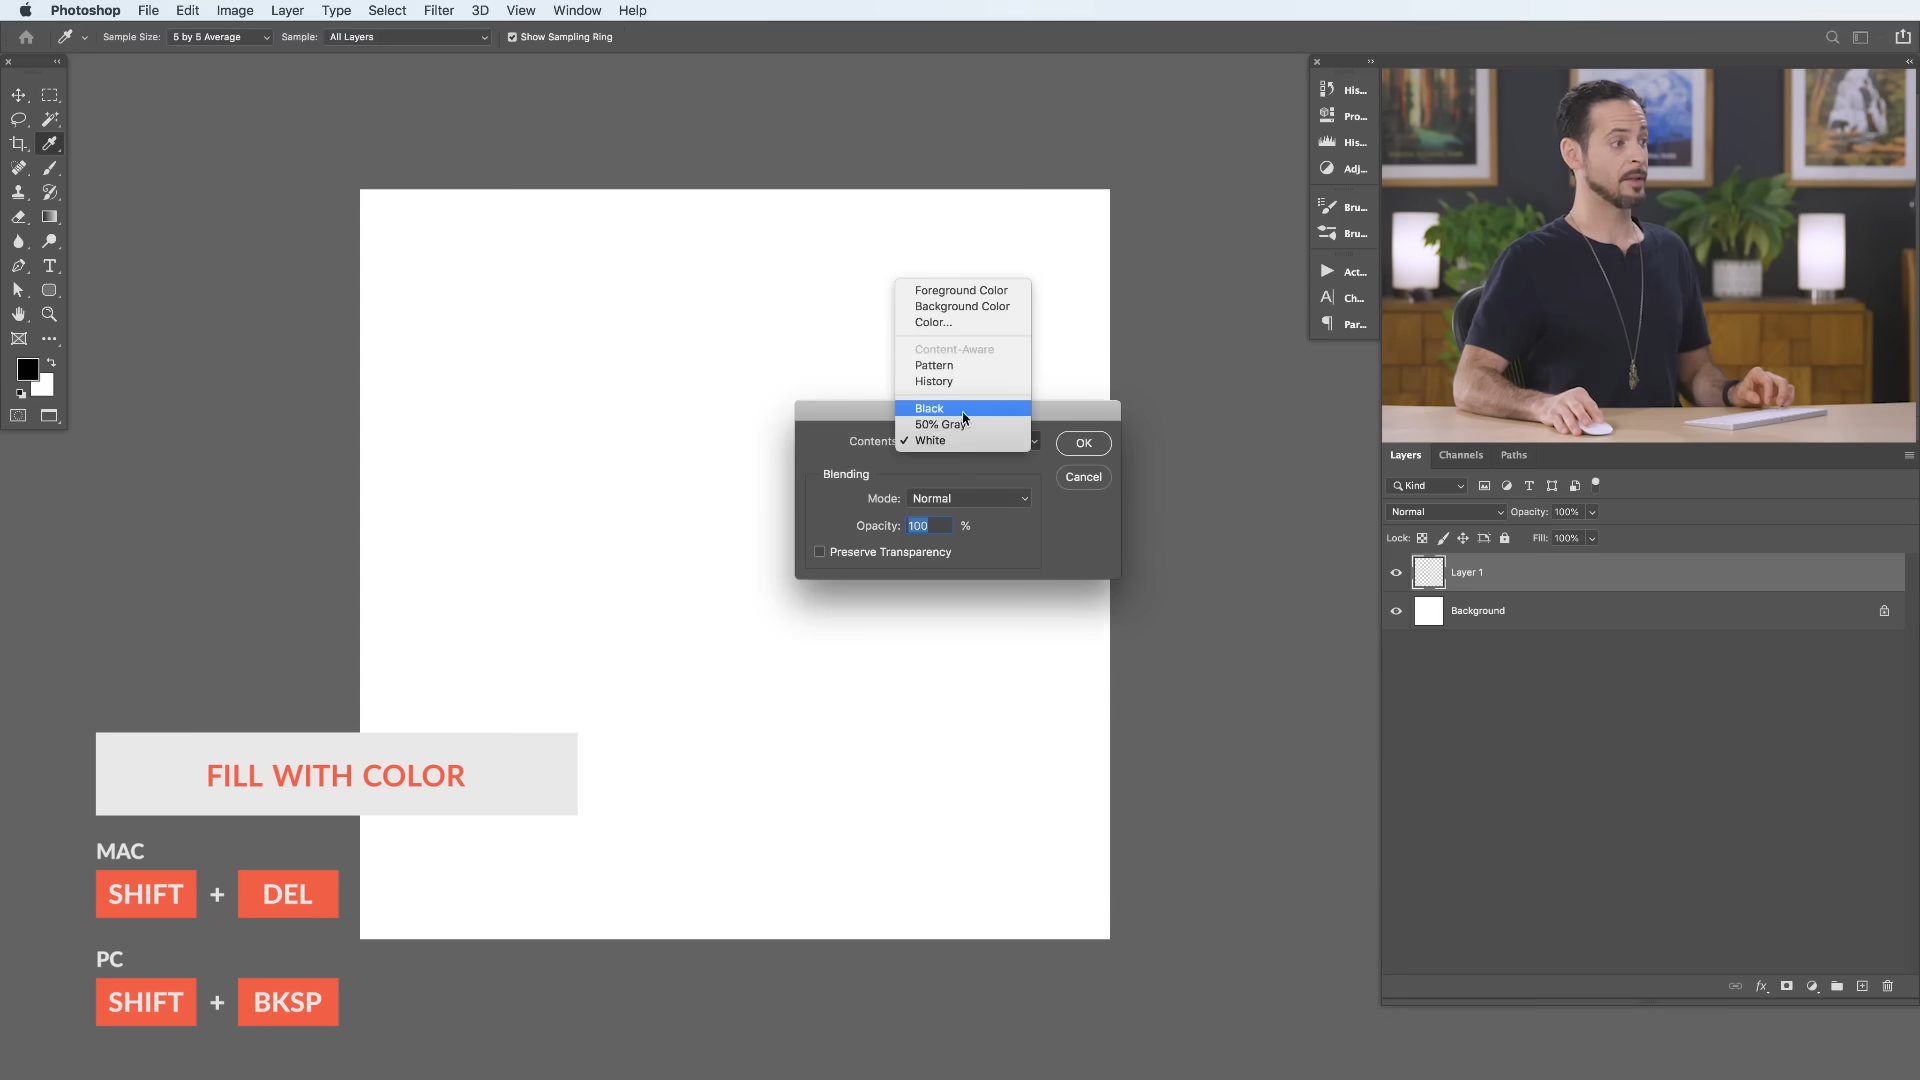 Photoshop File Edit Image Layer Type Select Filter 3D View Window Help
Sample Size: 5 by 5 Average Sample: All Layers Show Sampling Ring
His...
Pro...
His...
Adj...
Bru...
Bru...
Act...
Ch...
Par...
Foreground Color
Background Color
Color...
Content-Aware
Pattern
History
Black
50% Gray
White
Contents
OK
Cancel
Blending
Mode: Normal
Opacity: 100 %
Preserve Transparency
Layers Channels Paths
Kind
Normal Opacity: 100%
Lock: Fill: 100%
Layer 1
Background
fx
FILL WITH COLOR
MAC
SHIFT + DEL
PC
SHIFT + BKSP